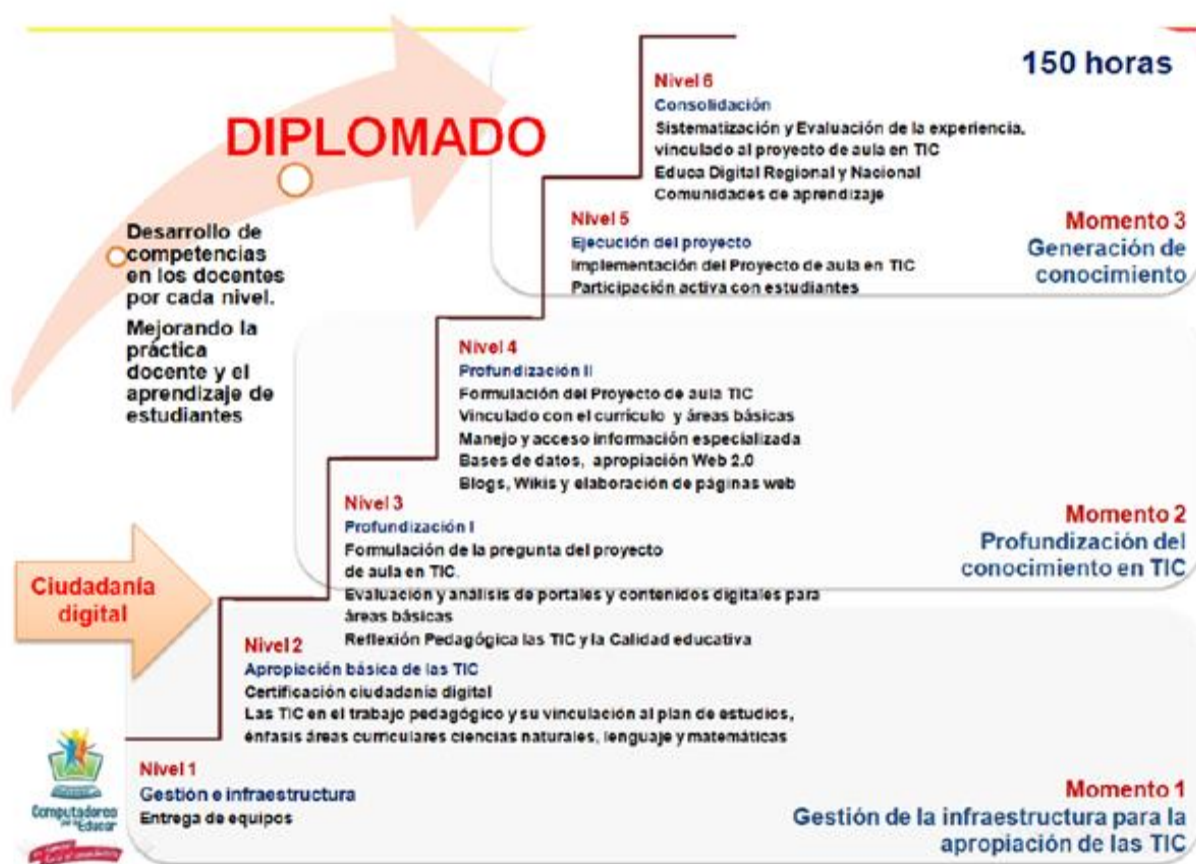 150 horas
DIPLOMADO
Nivel 6
Consolidación
Sistematización y Evaluación de la experiencia,
vinculado al proyecto de aula en TIC
Educa Digital Regional y Nacional
Comunidades de aprendizaje
Nivel 5
Ejecución del proyecto
Implementación del Proyecto de aula en TIC
Participación activa con estudiantes
Momento 3
Generación de
conocimiento
Desarrollo de
competencias
en los docentes
por cada nivel.
Mejorando la
práctica
docente y el
aprendizaje de
estudiantes
Nivel 4
Profundización II
Formulación del Proyecto de aula TIC
Vinculado con el currículo y áreas básicas
Manejo y acceso información especializada
Bases de datos, apropiación Web 2.0
Blogs, Wikis y elaboración de páginas web
Nivel 3
Profundización I
Formulación de la pregunta del proyecto
de aula en TIC.
Evaluación y análisis de portales y contenidos digitales para
áreas básicas
Reflexión Pedagógica las TIC y la Calidad educativa
Momento 2
Profundización del
conocimiento en TIC
Ciudadanía
digital
Nivel 2
Apropiación básica de las TIC
Certificación ciudadanía digital
Las TIC en el trabajo pedagógico y su vinculación al plan de estudios,
énfasis áreas curriculares ciencias naturales, lenguaje y matemáticas
Nivel 1
Gestión e infraestructura
Entrega de equipos
Momento 1
Gestión de la infraestructura para la
apropiación de las TIC
Computadores
para Educar